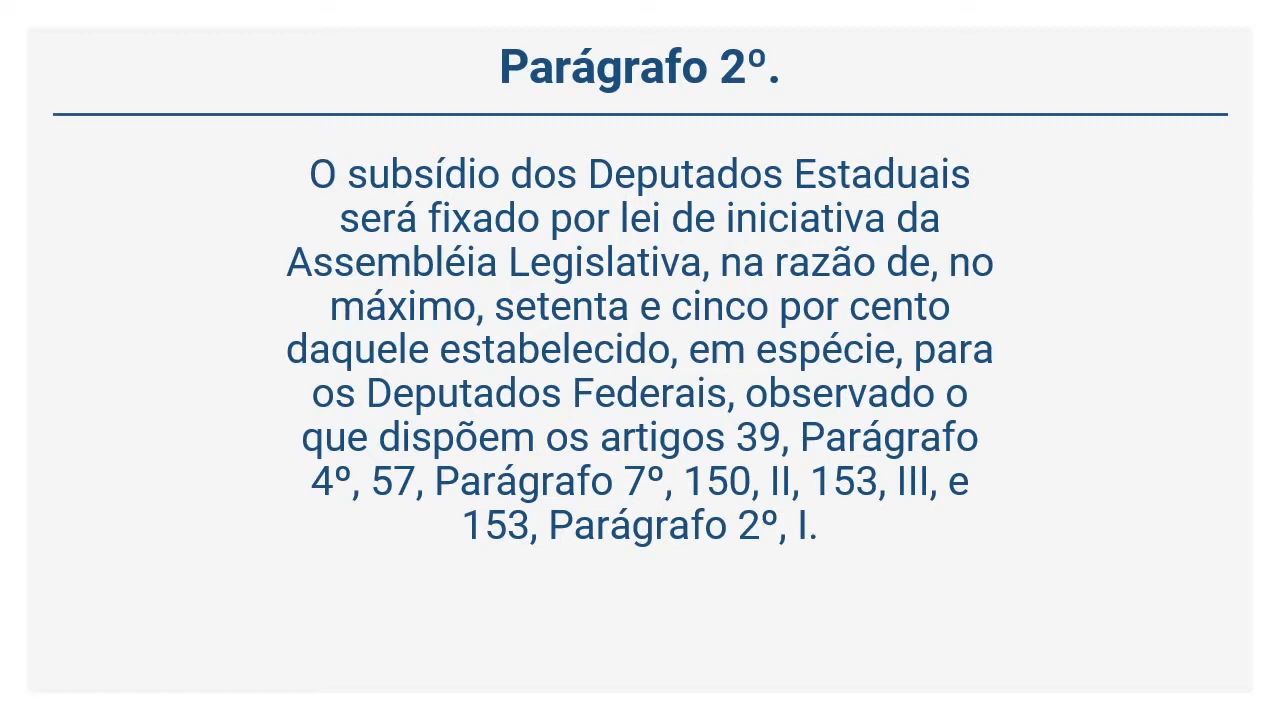 Parágrafo 2º.
O subsídio dos Deputados Estaduais
será fixado por lei de iniciativa da
Assembléia Legislativa, na razão de, no
máximo, setenta e cinco por cento
daquele estabelecido, em espécie, para
os Deputados Federais, observado o
que dispõem os artigos 39, Parágrafo
4º, 57, Parágrafo 7º, 150, II, 153, III, e
153, Parágrafo 2º, I.